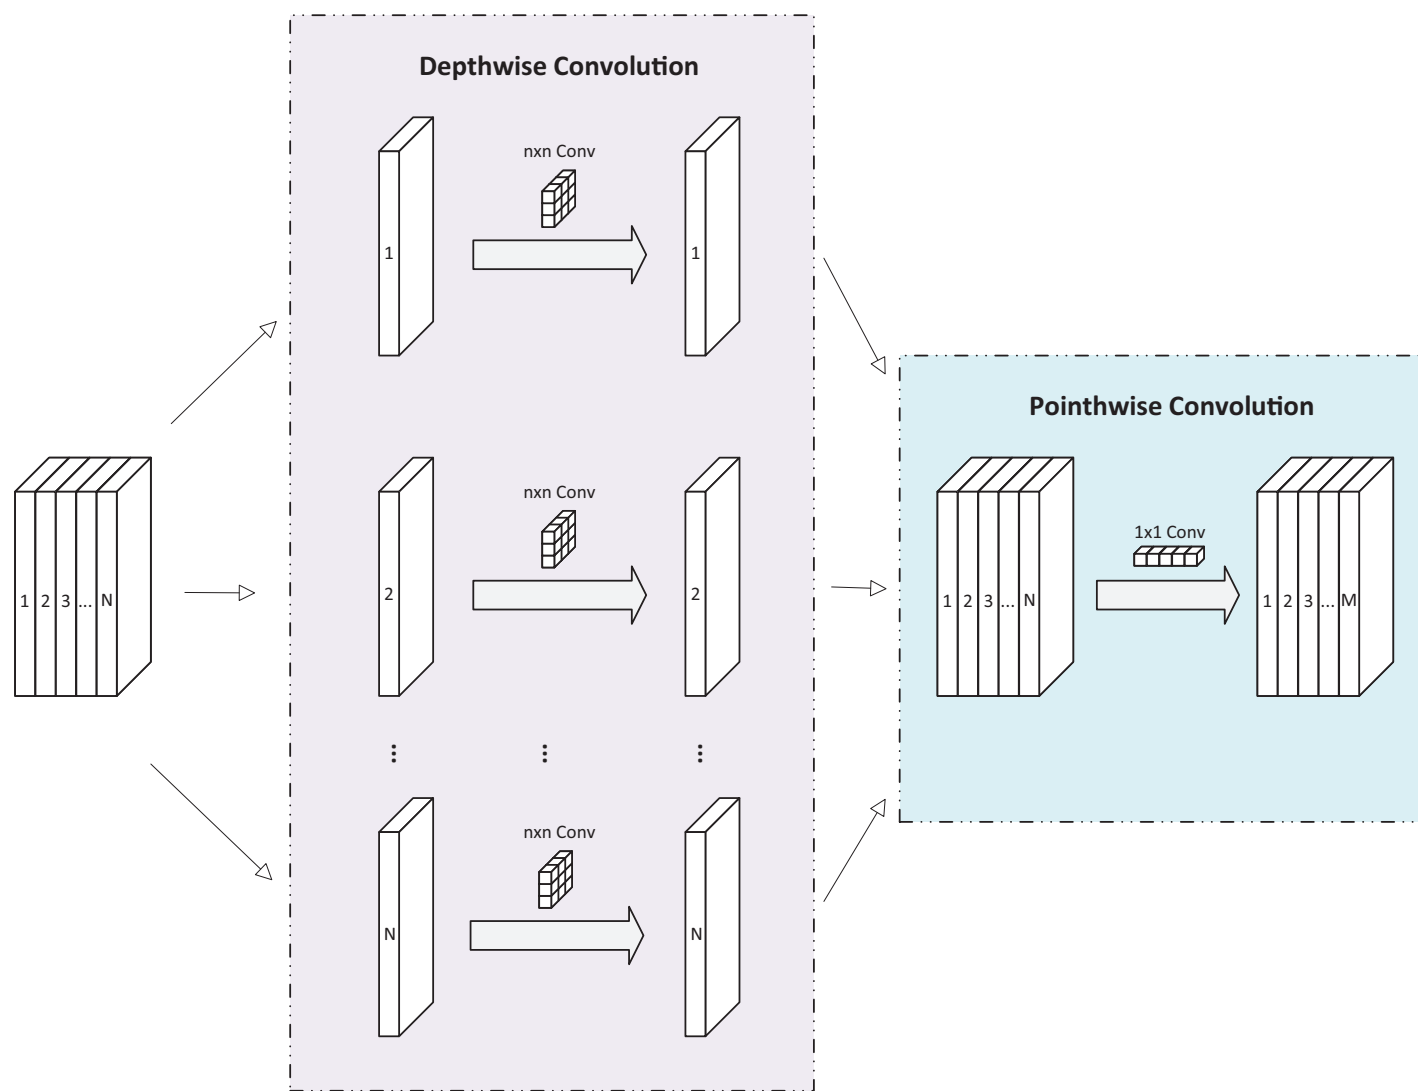 Depthwise Convolution
nxn Conv
1
1
Pointhwise Convolution
nxn Conv
1x1 Conv
1 2 3 ... N
2
2
1 2 3 ... N
1 2 3 ... M
⋮ ⋮ ⋮
nxn Conv
N
N